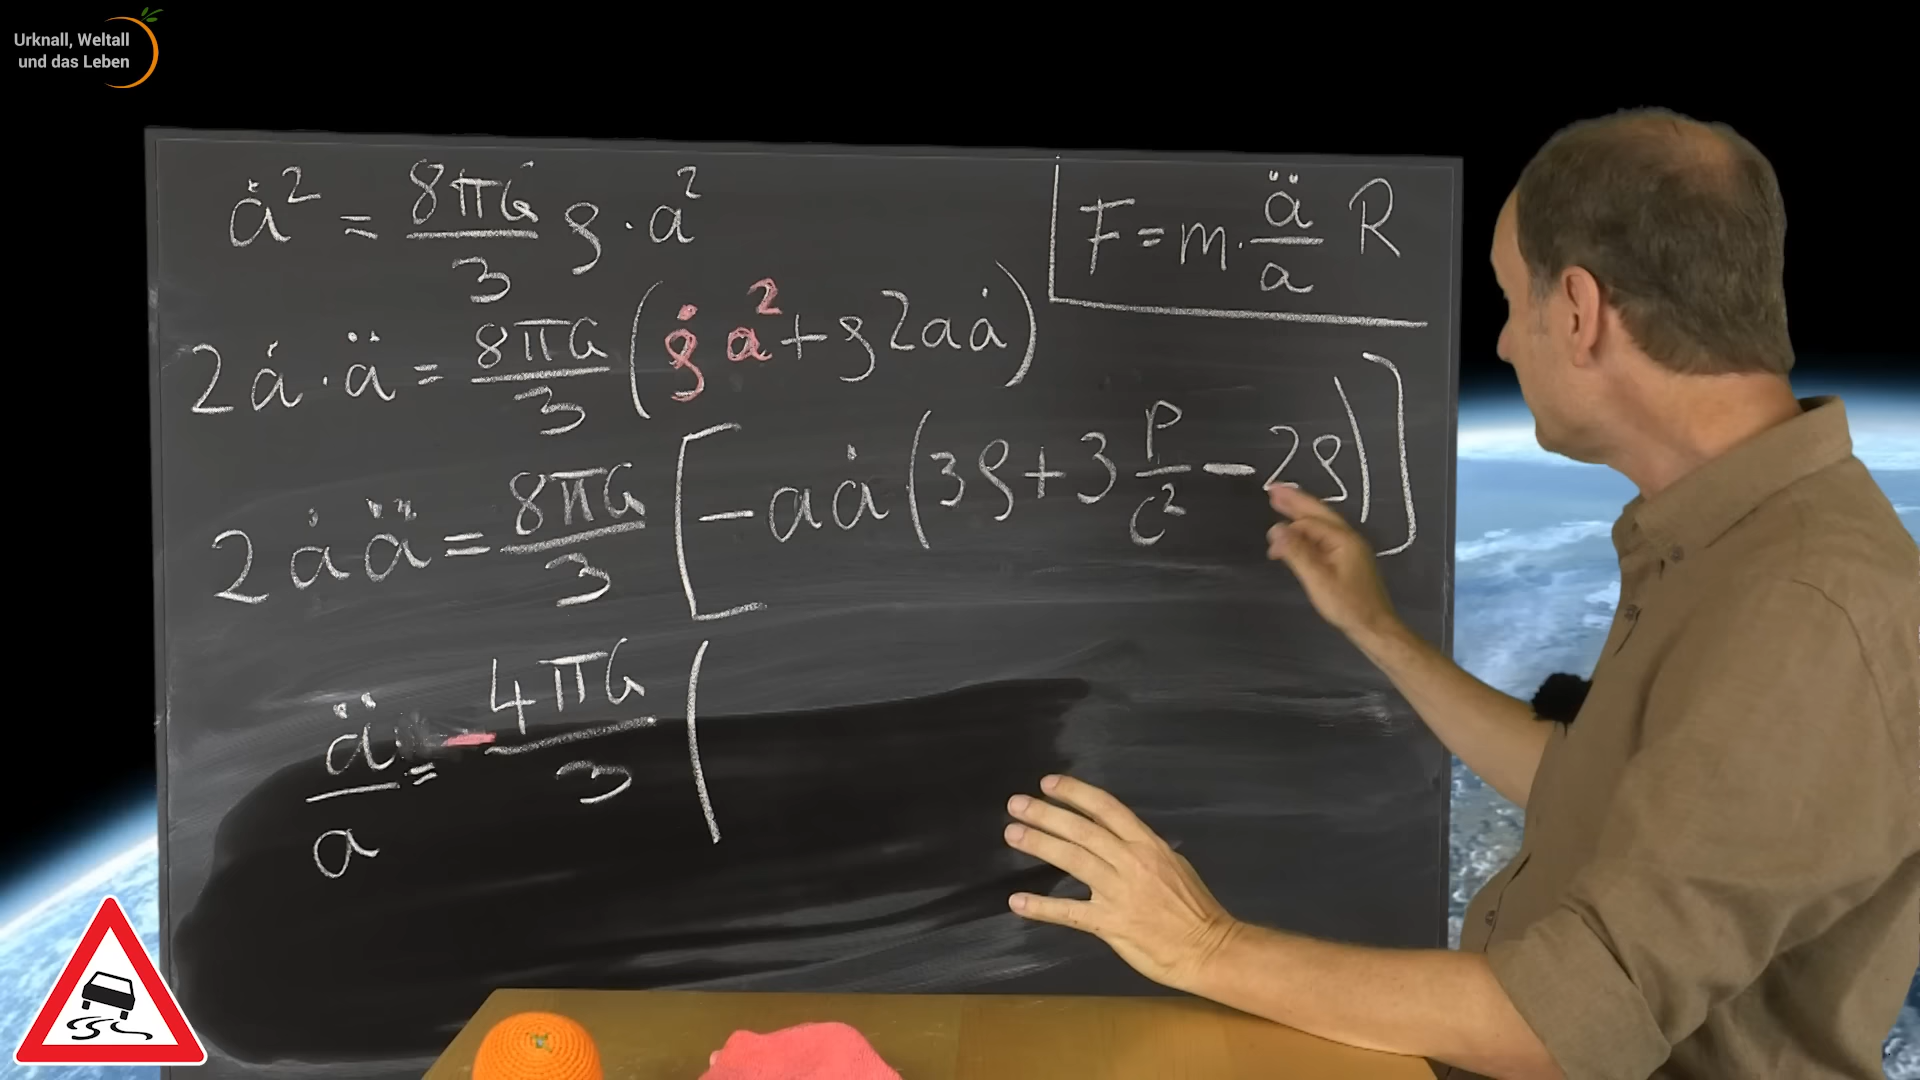 Urknall, Weltall
und das Leben
ȧ² = 8πG/3 ρ · a²
F = m · ä/a R
2ȧ · ä = 8πG/3 (ρ̇ a² + ρ2aȧ)
2ȧä = 8πG/3 [-aȧ(3ρ + 3 P/c² - 2ρ)]
ä/a = - 4πG/3 (